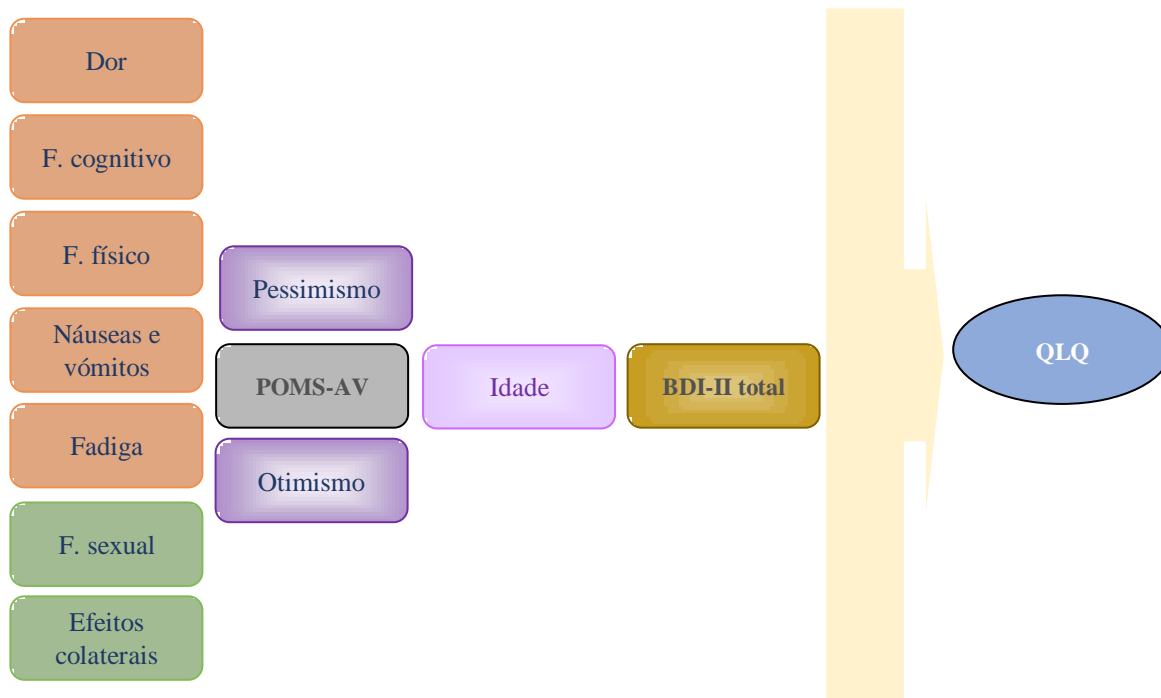 Dor
F. cognitivo
F. físico
Náuseas e
vómitos
Fadiga
F. sexual
Efeitos
colaterais
Pessimismo
POMS-AV
Otimismo
Idade
BDI-II total
QLQ